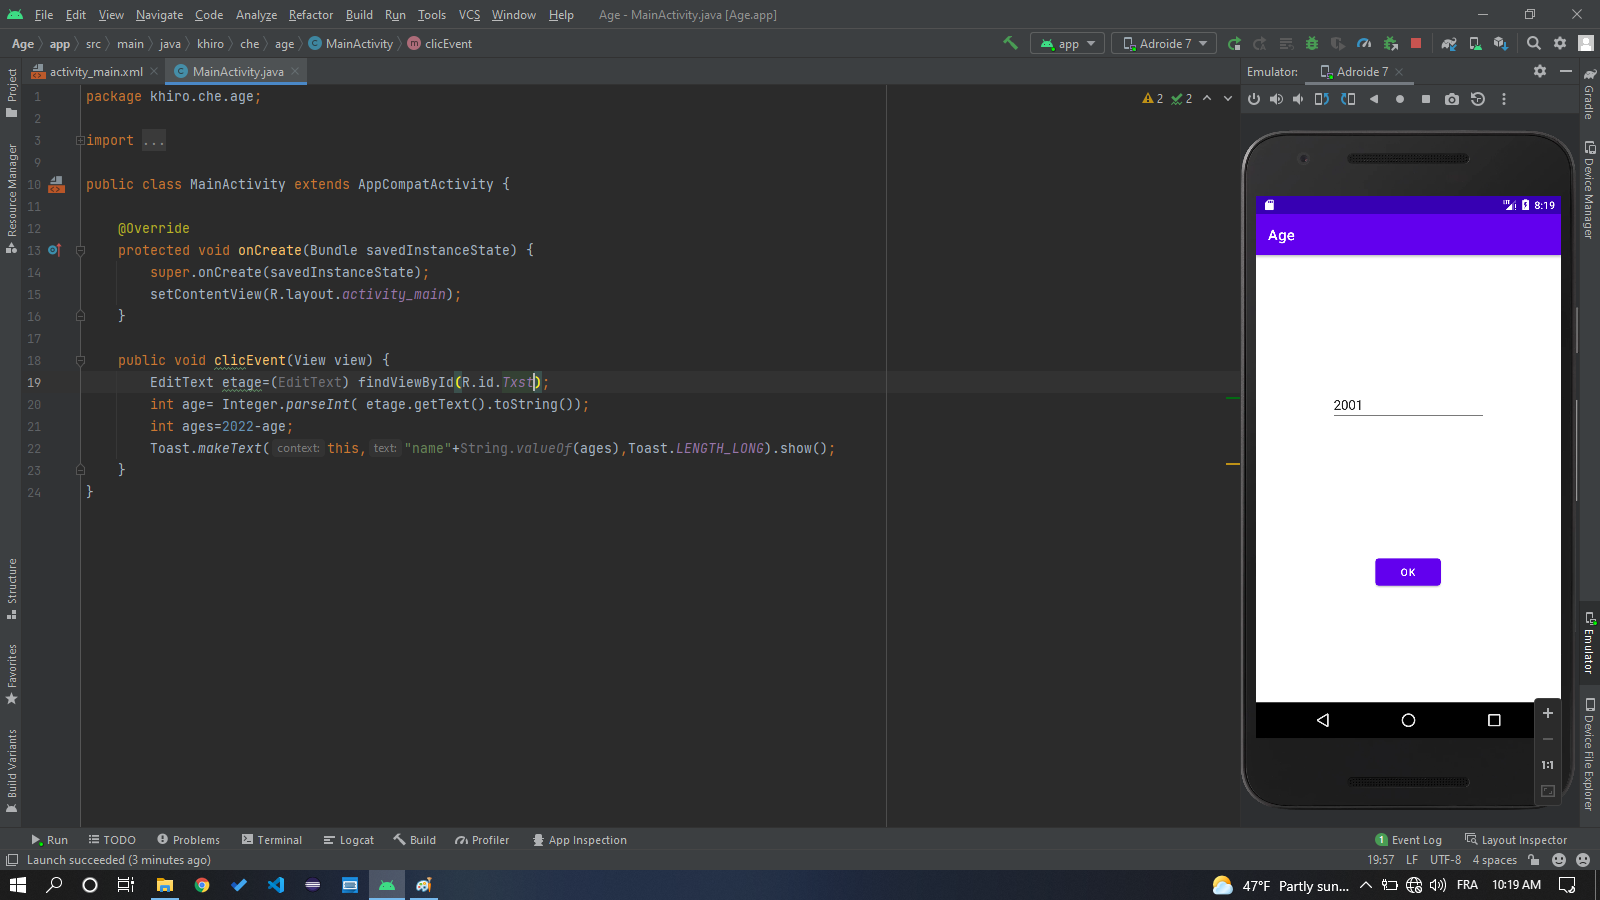 File Edit View Navigate Code Analyze Refactor Build Run Tools VCS Window Help Age - MainActivity.java [Age.app]
Age app src main java khiro che age MainActivity clicEvent
app Adroide 7
activity_main.xml MainActivity.java
Emulator: Adroide 7
2 2
1 package khiro.che.age;
2
3 import ...
9
10 public class MainActivity extends AppCompatActivity {
11
12 @Override
13 protected void onCreate(Bundle savedInstanceState) {
14 super.onCreate(savedInstanceState);
15 setContentView(R.layout.activity_main);
16 }
17
18 public void clicEvent(View view) {
19 EditText etage=(EditText) findViewById(R.id.Txst);
20 int age= Integer.parseInt( etage.getText().toString());
21 int ages=2022-age;
22 Toast.makeText( context: this, text: "name"+String.valueOf(ages),Toast.LENGTH_LONG).show();
23 }
24 }
Project
Resource Manager
Structure
Favorites
Build Variants
8:19
Age
2001
OK
1:1
Gradle
Device Manager
Emulator
Device File Explorer
Run TODO Problems Terminal Logcat Build Profiler App Inspection
1 Event Log Layout Inspector
Launch succeeded (3 minutes ago)
19:57 LF UTF-8 4 spaces
47°F Partly sun... FRA 10:19 AM